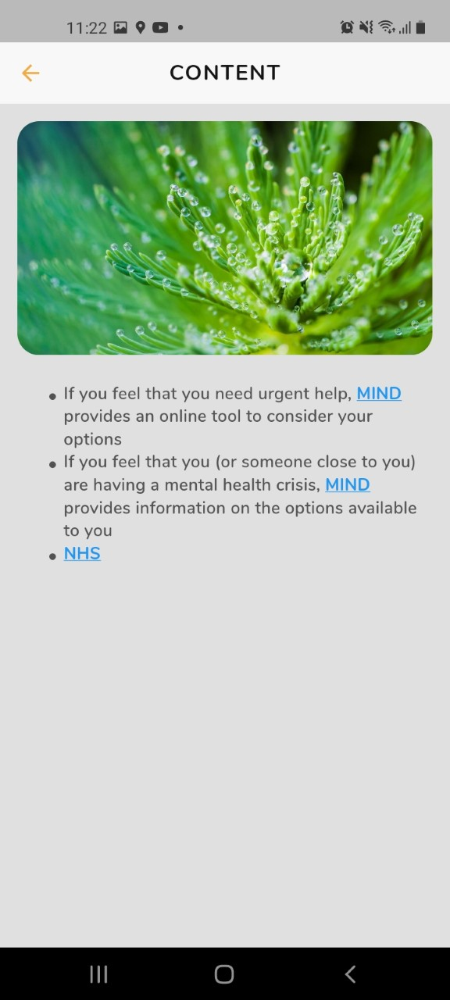 11:22
CONTENT
If you feel that you need urgent help, MIND
provides an online tool to consider your
options
If you feel that you (or someone close to you)
are having a mental health crisis, MIND
provides information on the options available
to you
NHS